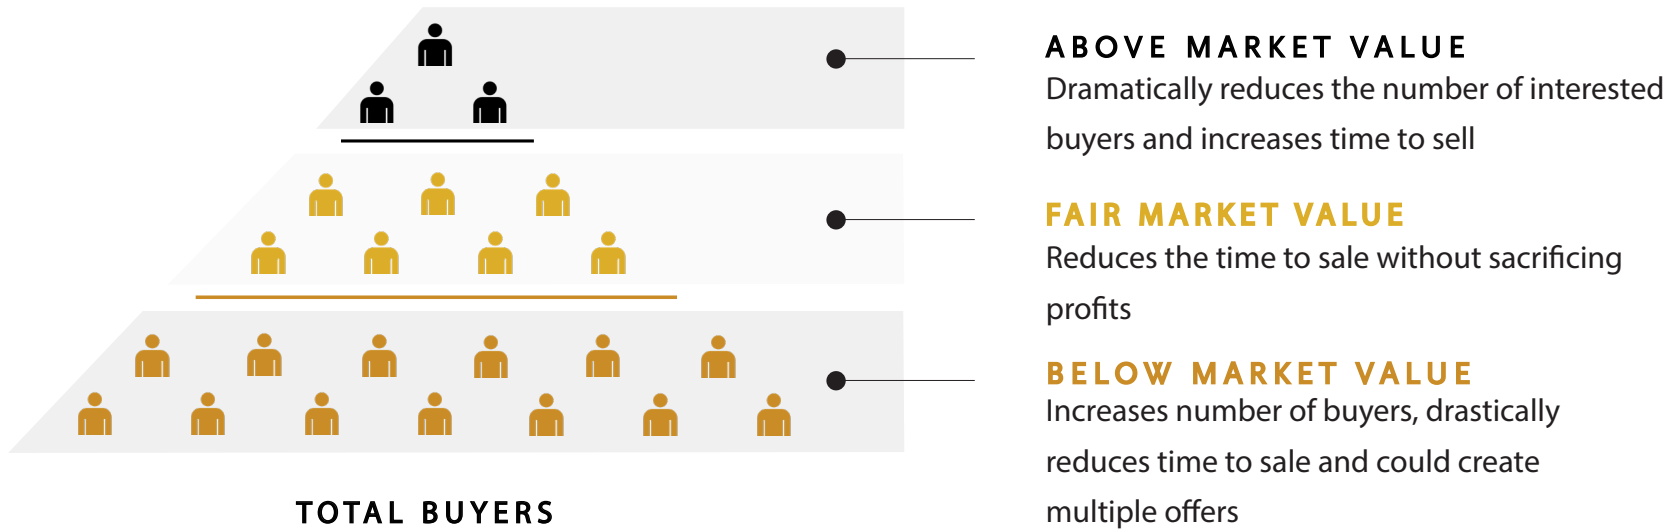 ABOVE MARKET VALUE
Dramatically reduces the number of interested
buyers and increases time to sell
FAIR MARKET VALUE
Reduces the time to sale without sacrificing
profits
BELOW MARKET VALUE
Increases number of buyers, drastically
reduces time to sale and could create
multiple offers
TOTAL BUYERS